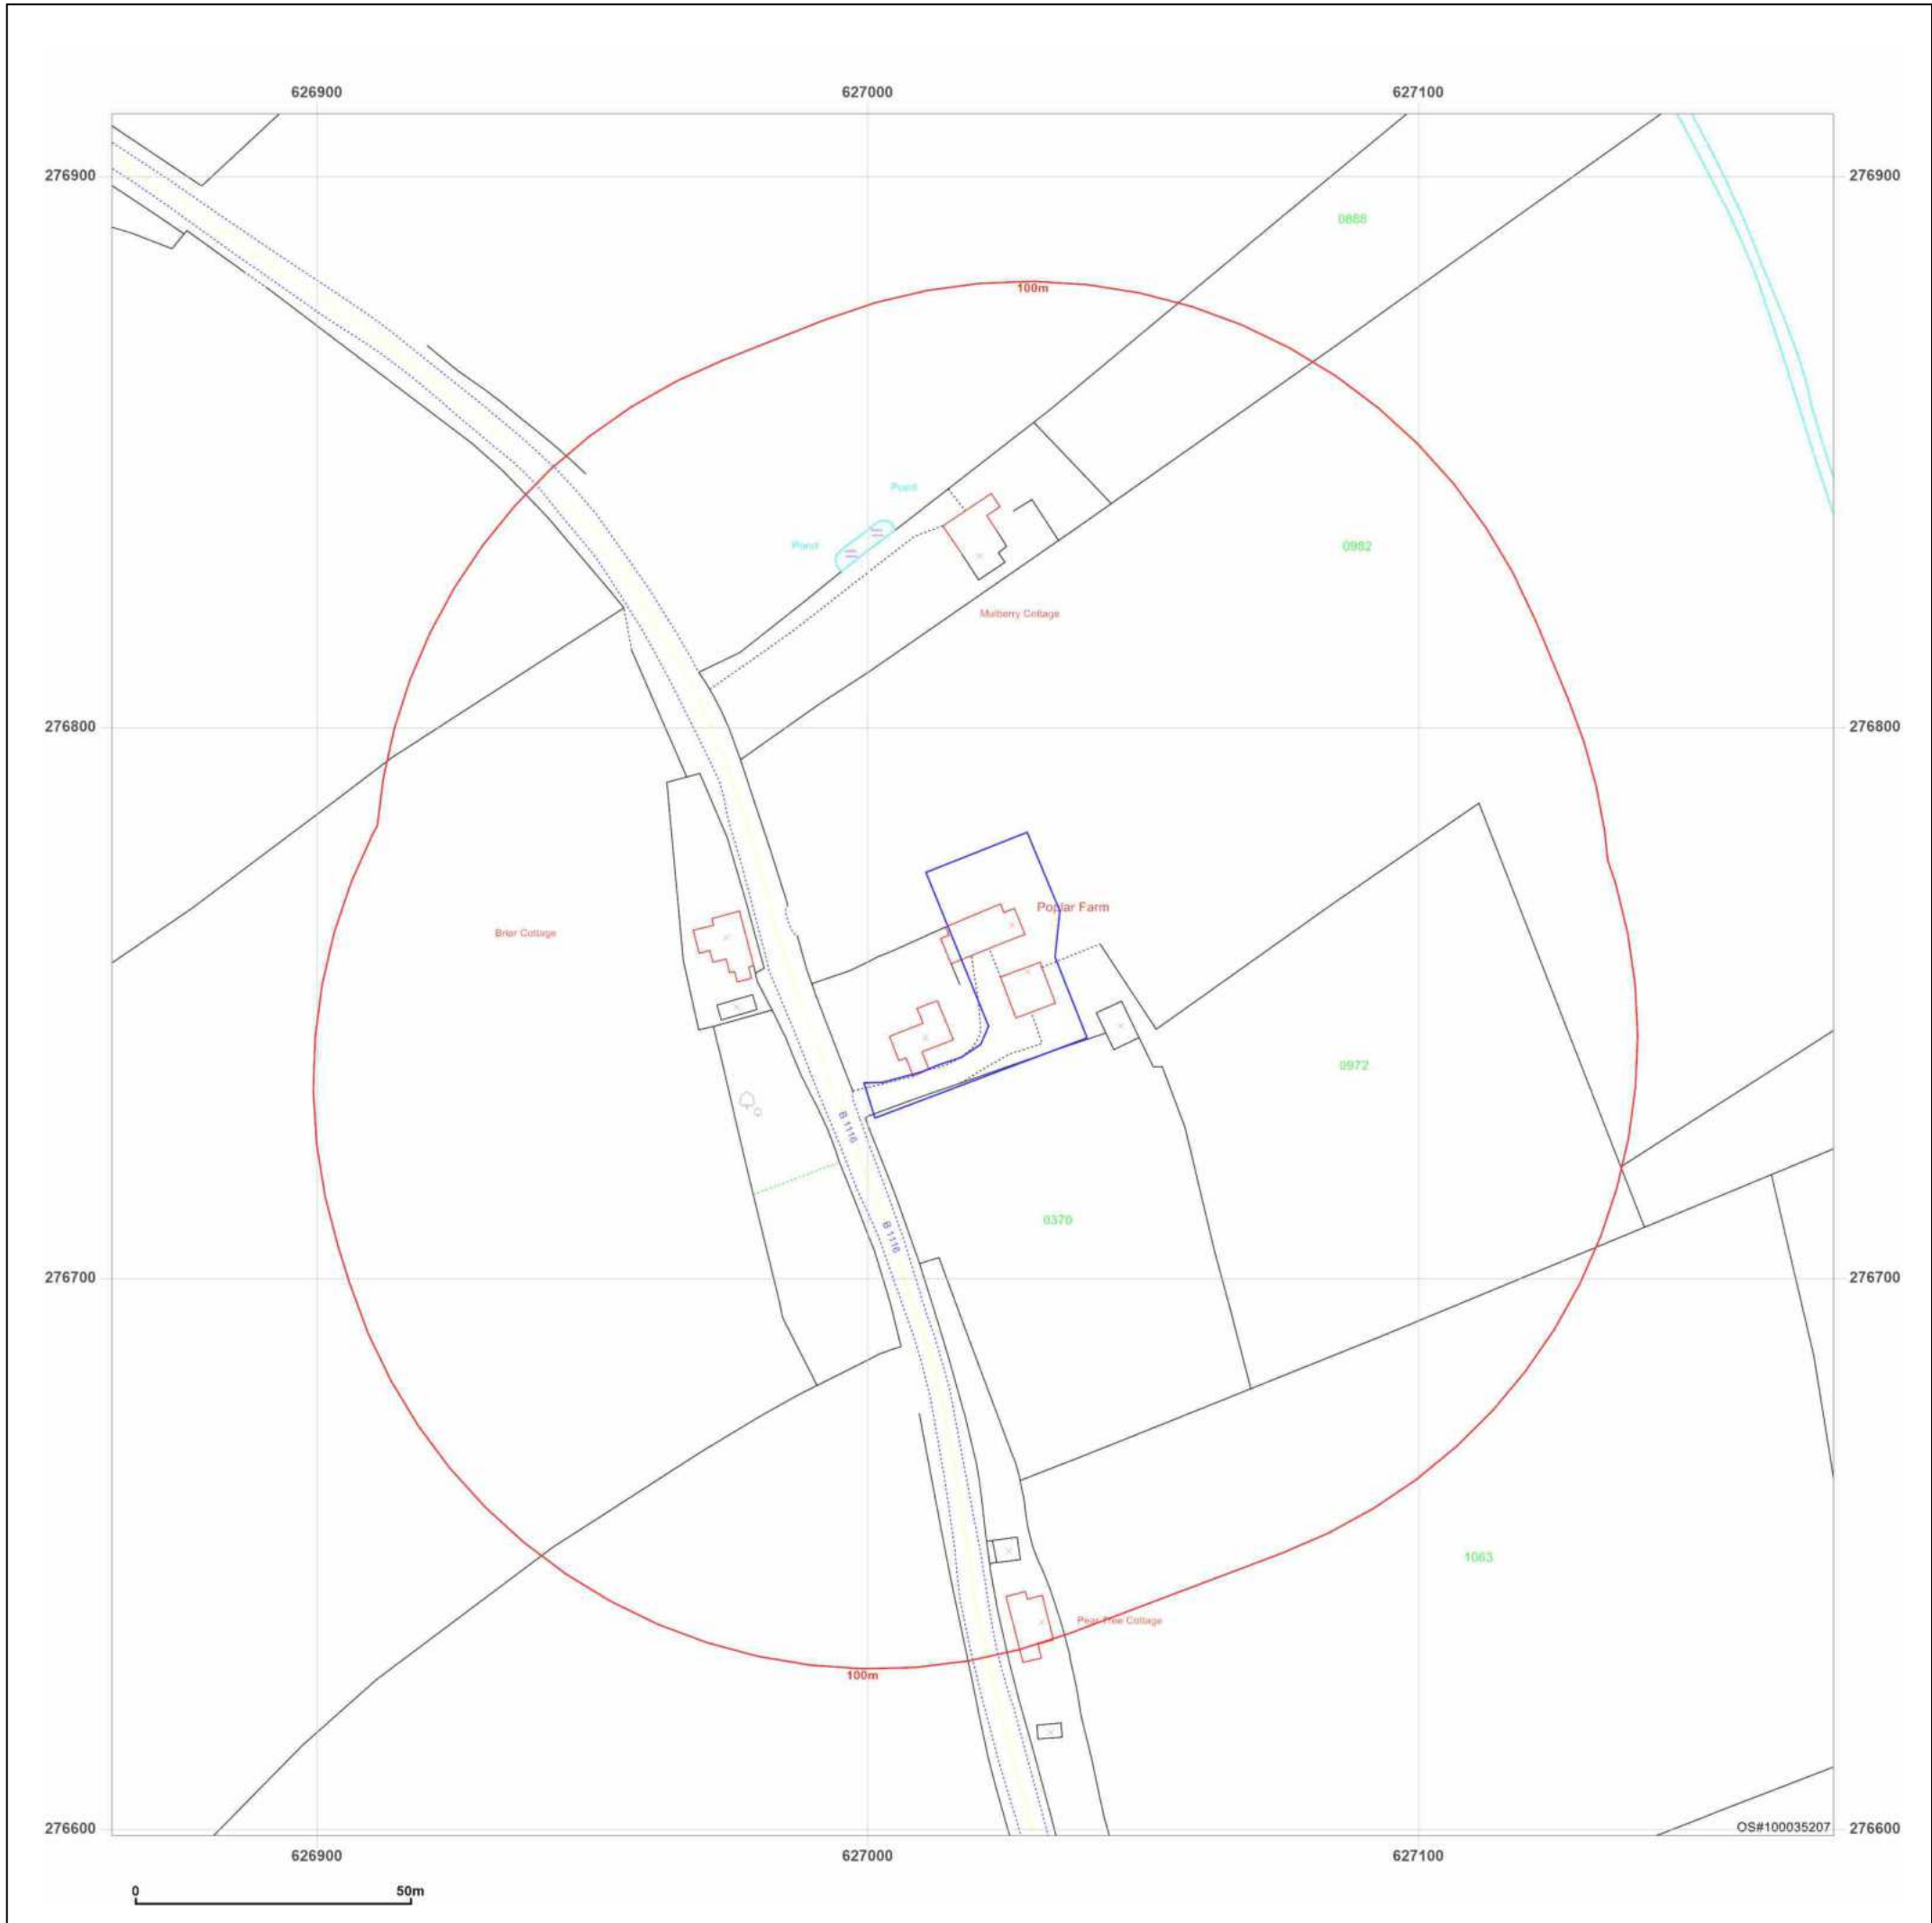 626900
627000
627100
276900
276900
0888
100m
Pond
Pond
0982
Mulberry Cottage
276800
276800
Poplar Farm
Briar Cottage
0972
B 1116
0370
B 1116
276700
276700
1063
Pear Tree Cottage
100m
276600
276600
OS#100035207
626900
627000
627100
0
50m